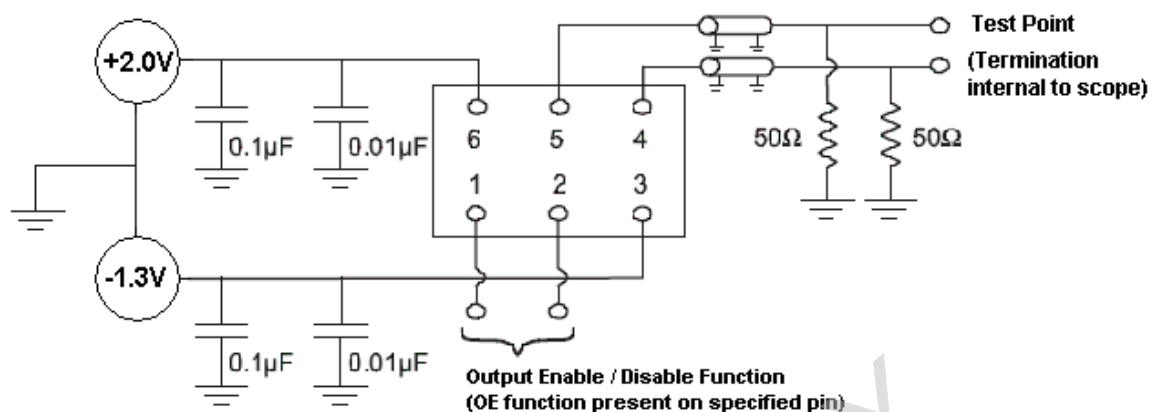 +2.0V
Test Point
(Termination
internal to scope)
0.1µF
0.01µF
6
5
4
50Ω
50Ω
1
2
3
-1.3V
0.1µF
0.01µF
Output Enable / Disable Function
(OE function present on specified pin)